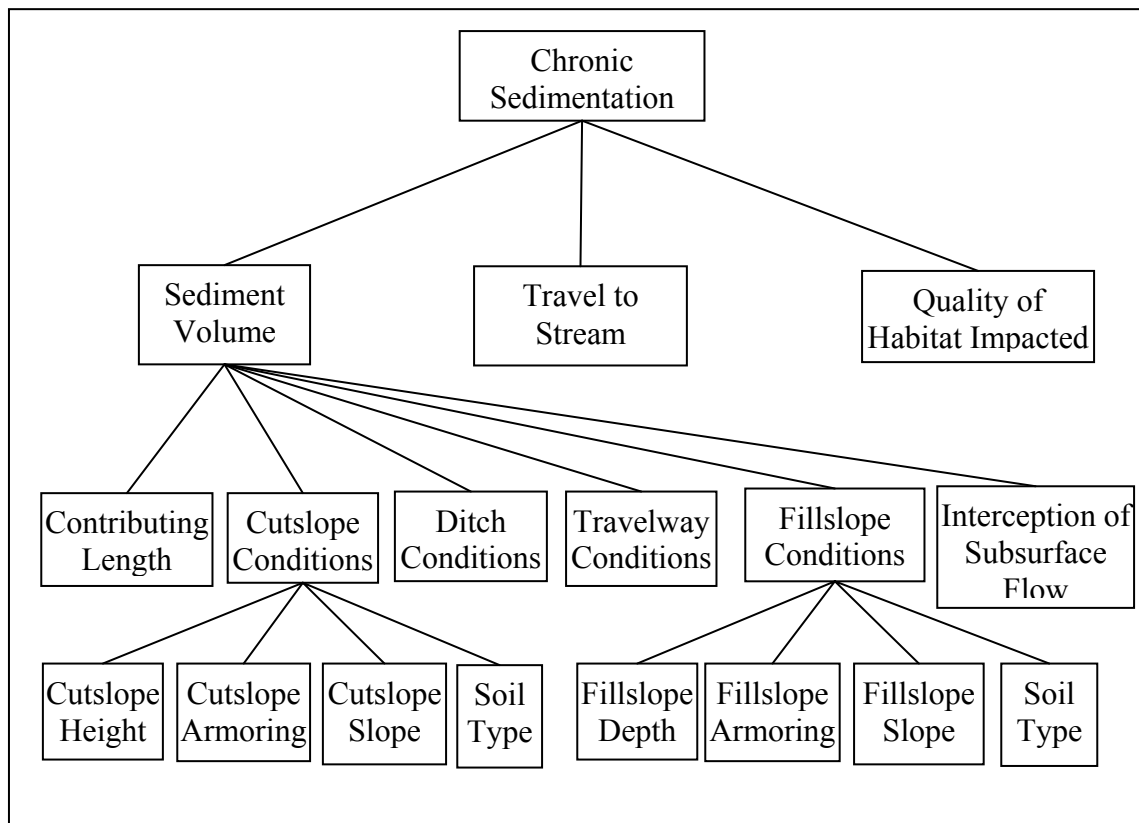 Chronic
Sedimentation
Sediment
Volume
Travel to
Stream
Quality of
Habitat Impacted
Contributing
Length
Cutslope
Conditions
Ditch
Conditions
Travelway
Conditions
Fillslope
Conditions
Interception of
Subsurface
Flow
Cutslope
Height
Cutslope
Armoring
Cutslope
Slope
Soil
Type
Fillslope
Depth
Fillslope
Armoring
Fillslope
Slope
Soil
Type